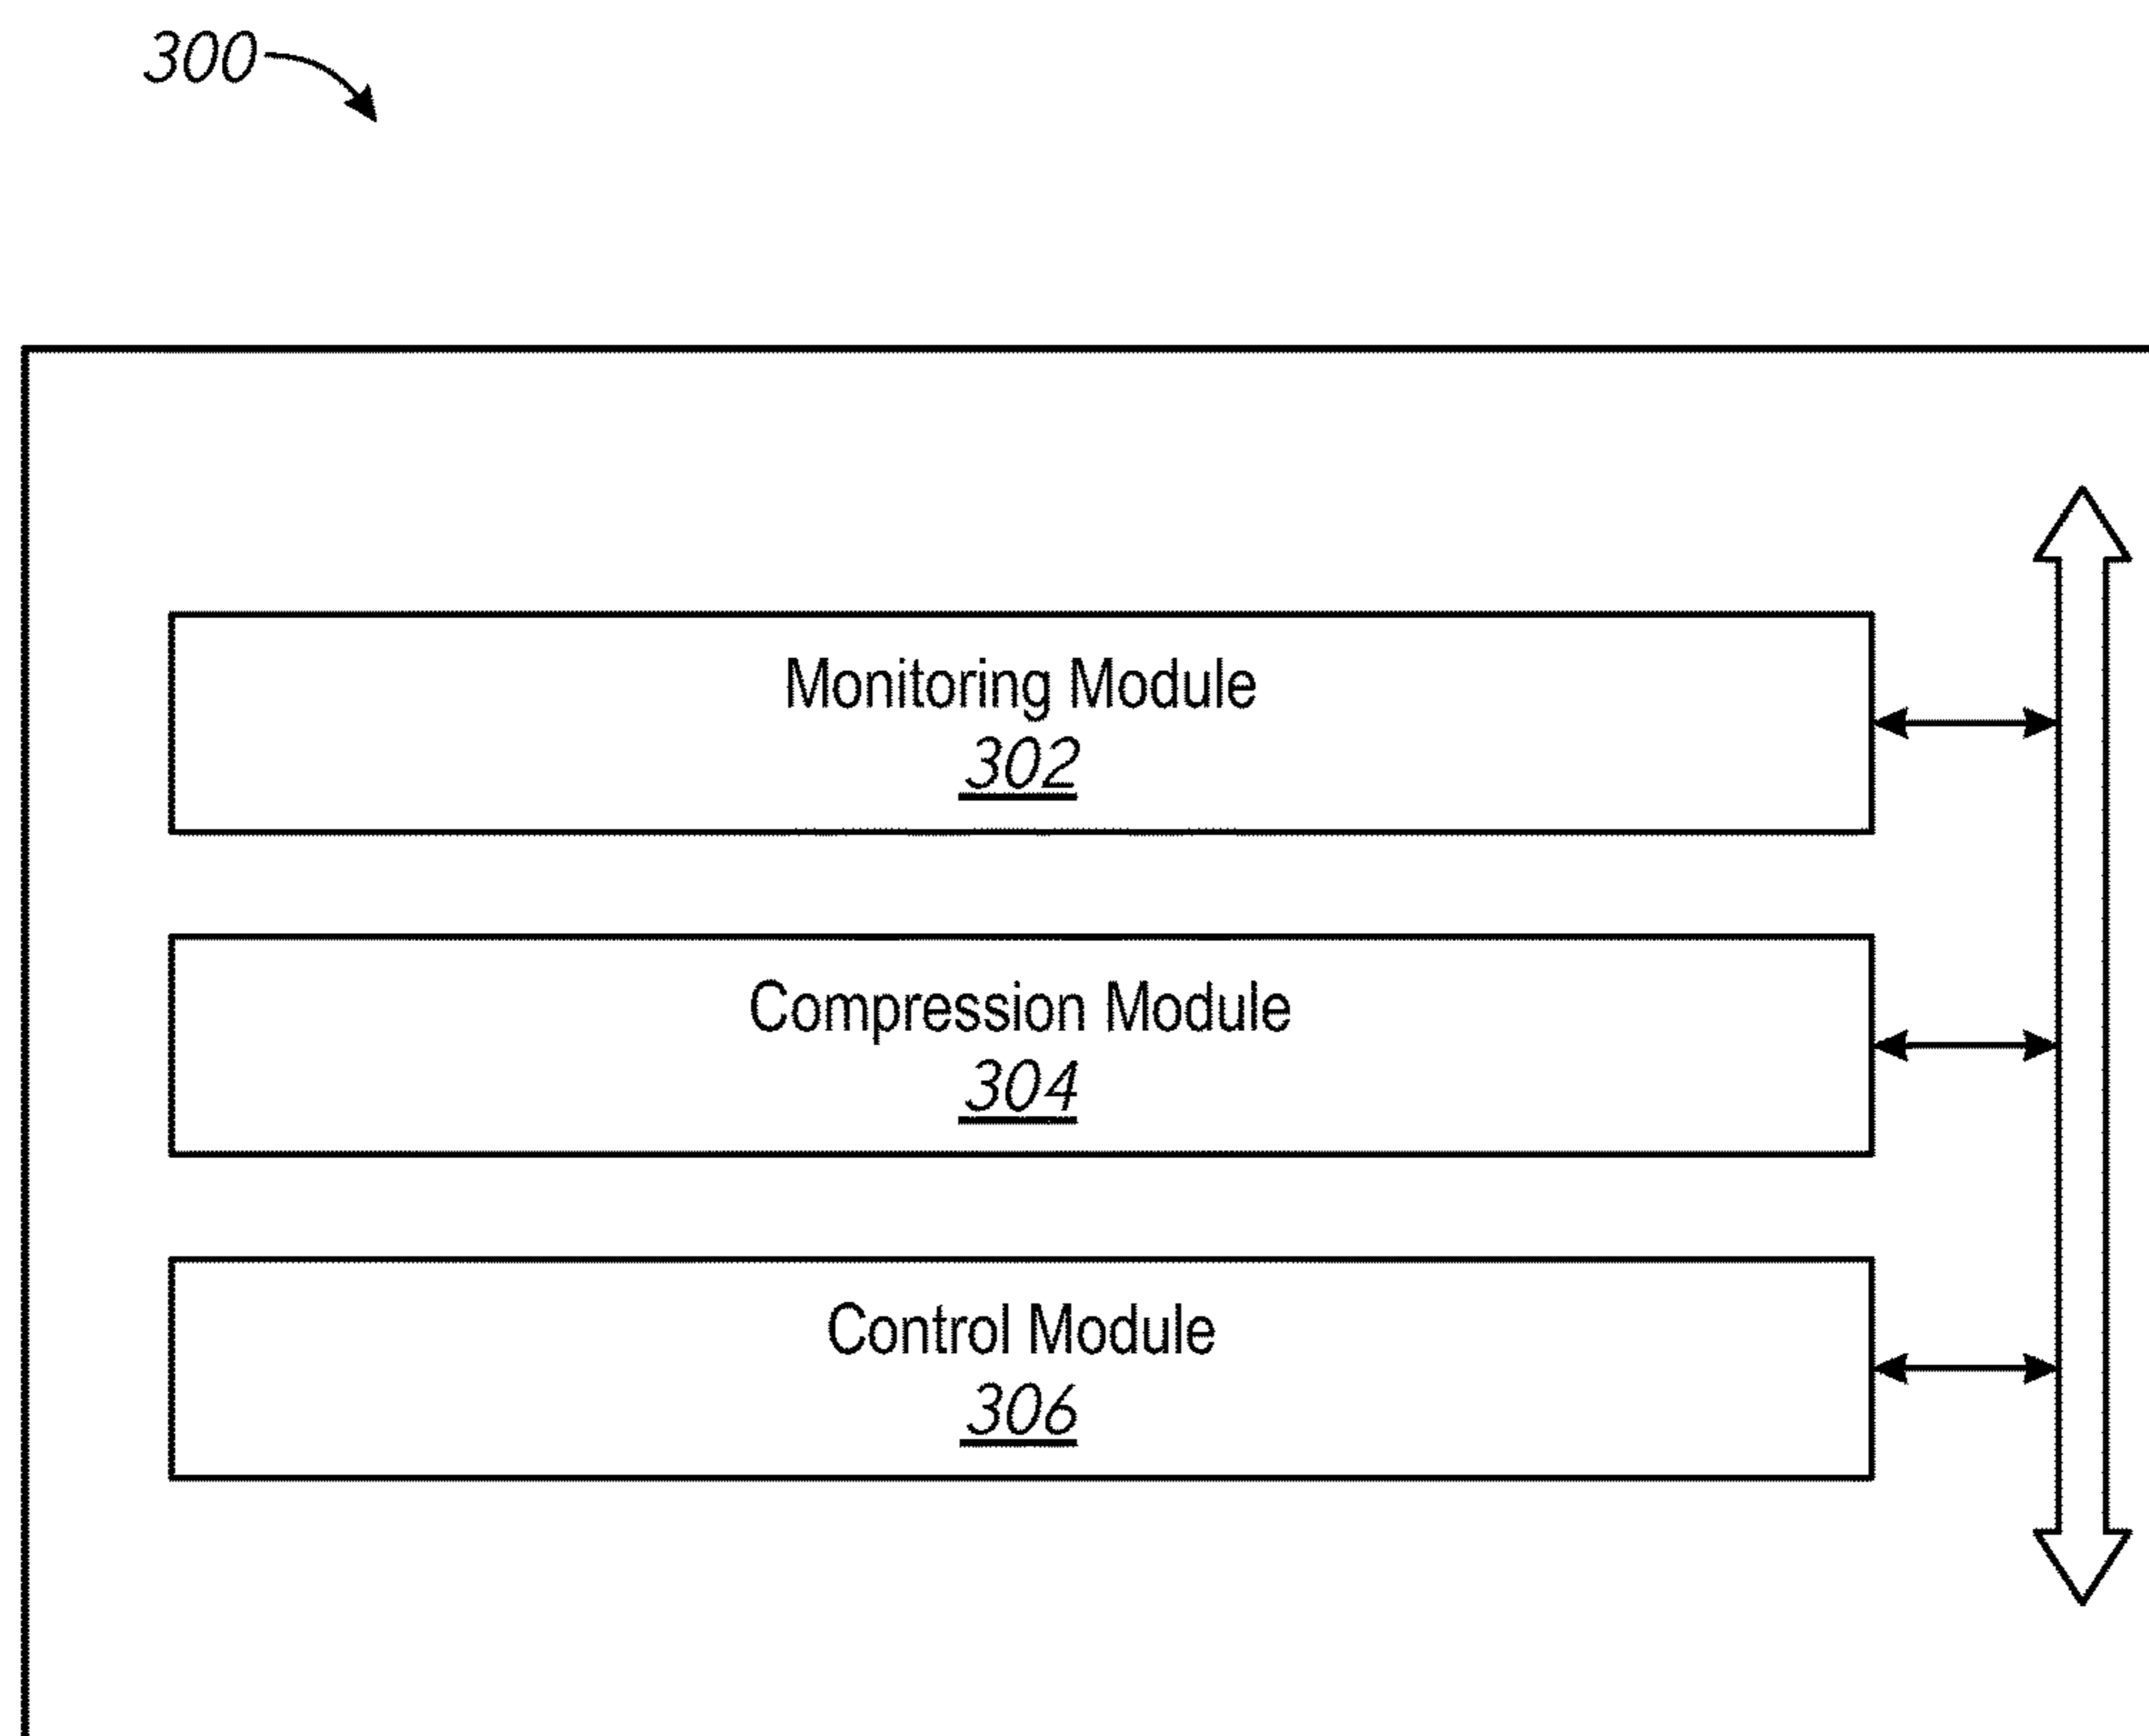 300
Monitoring Module
302
Compression Module
304
Control Module
306